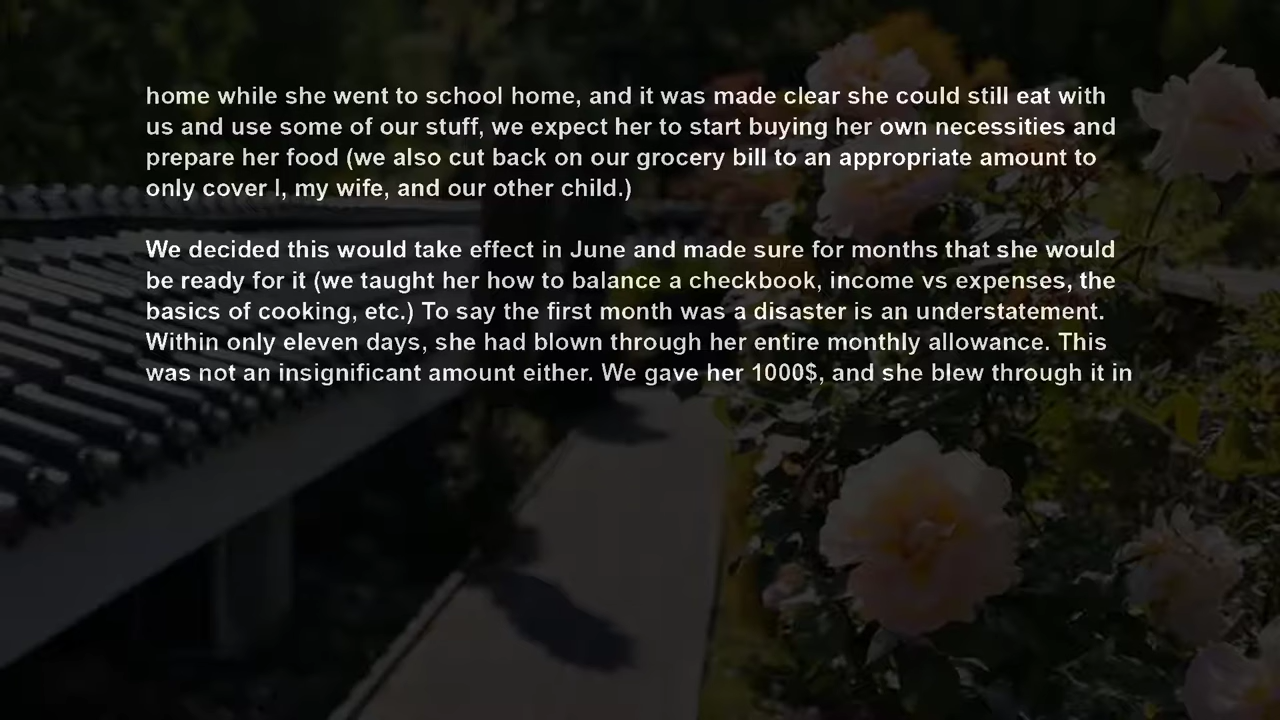 home while she went to school home, and it was made clear she could still eat with
us and use some of our stuff, we expect her to start buying her own necessities and
prepare her food (we also cut back on our grocery bill to an appropriate amount to
only cover I, my wife, and our other child.)
We decided this would take effect in June and made sure for months that she would
be ready for it (we taught her how to balance a checkbook, income vs expenses, the
basics of cooking, etc.) To say the first month was a disaster is an understatement.
Within only eleven days, she had blown through her entire monthly allowance. This
was not an insignificant amount either. We gave her 1000$, and she blew through it in